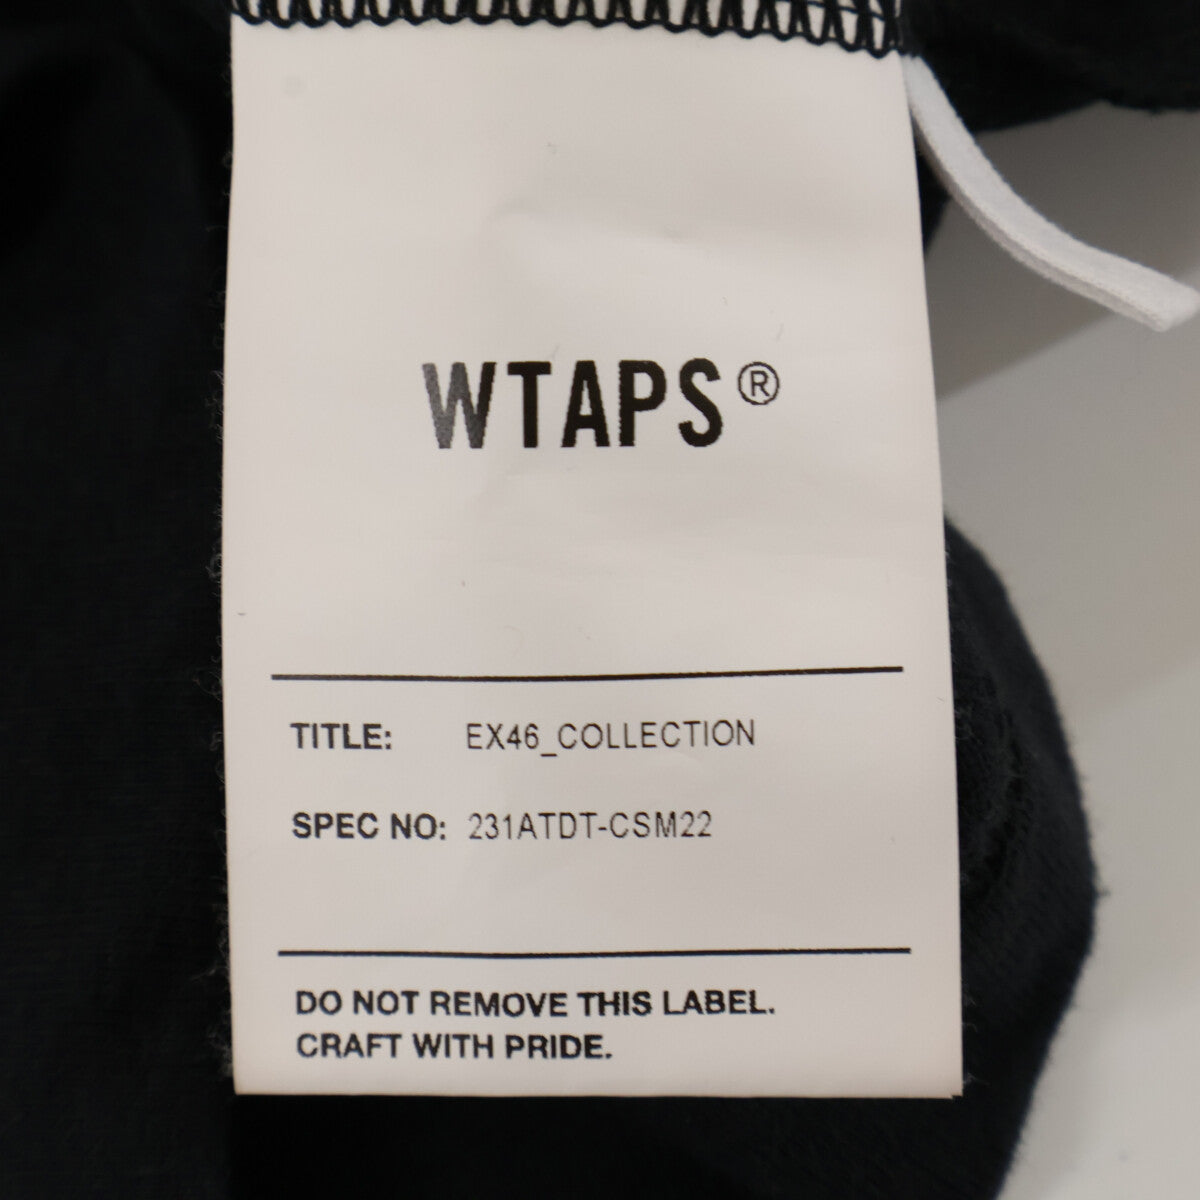 WTAPS®
TITLE: EX46_COLLECTION
SPEC NO: 231ATDT-CSM22
DO NOT REMOVE THIS LABEL.
CRAFT WITH PRIDE.